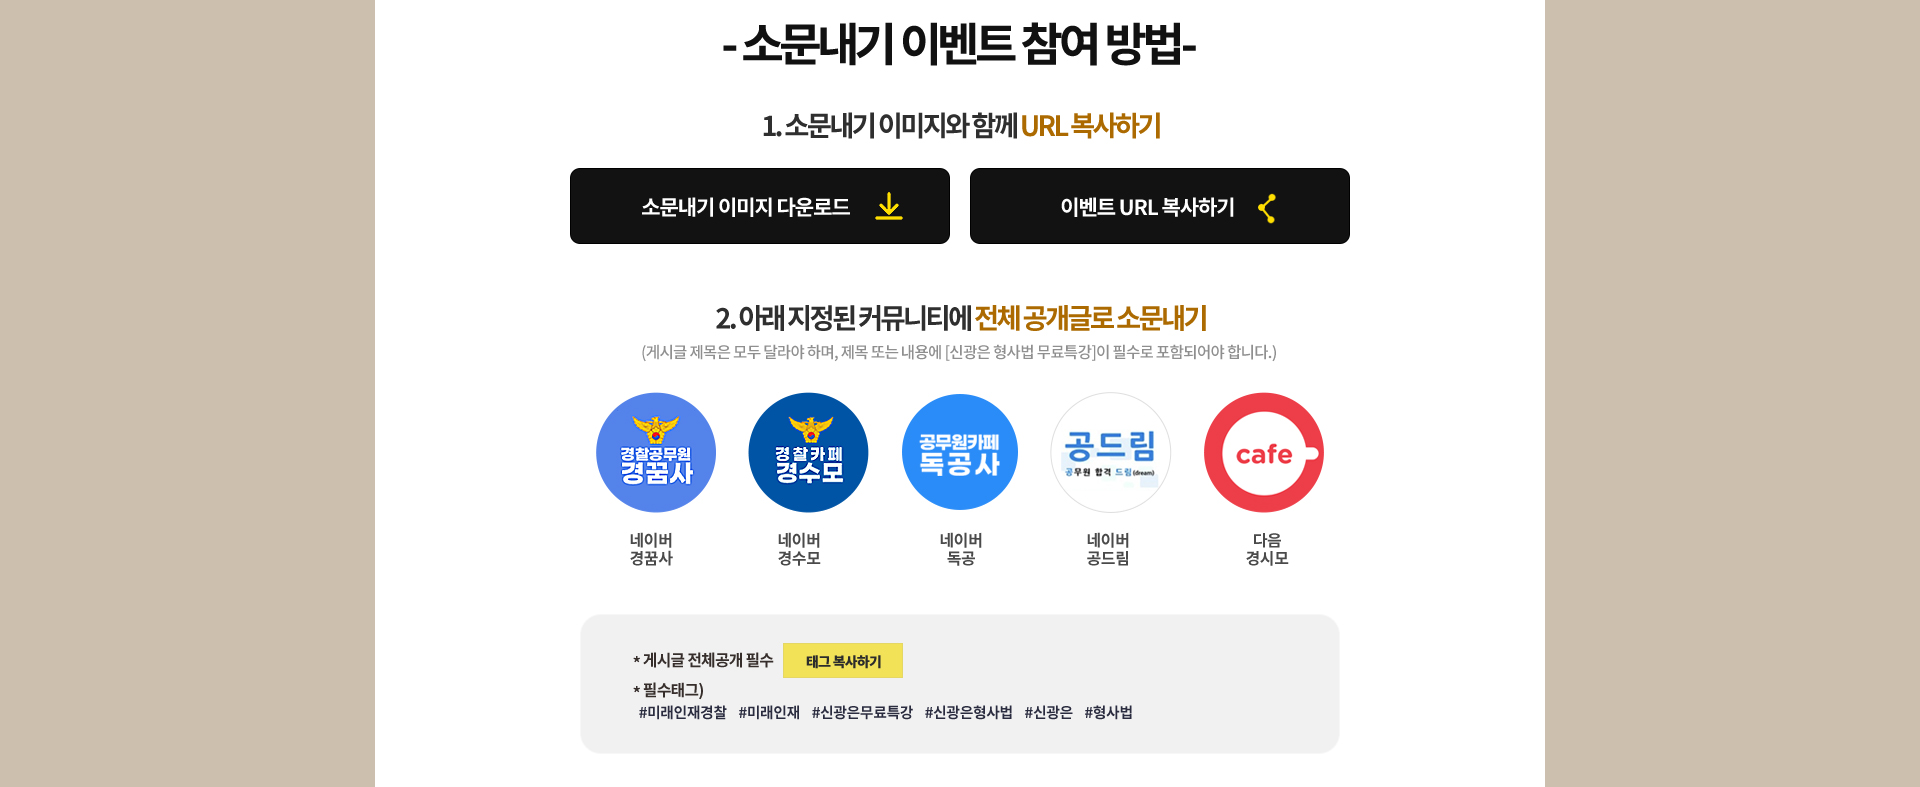 - 소문내기 이벤트 참여 방법-
1. 소문내기 이미지와 함께 URL 복사하기
소문내기 이미지 다운로드
이벤트 URL 복사하기
2. 아래 지정된 커뮤니티에 전체 공개글로 소문내기
(게시글 제목은 모두 달라야 하며, 제목 또는 내용에 [신광은 형사법 무료특강]이 필수로 포함되어야 합니다.)
경찰공무원
경꿈사
경찰카페
경수모
공무원카페
독공사
공드림
공무원 합격 드림(dream)
cafe
네이버
경꿈사
네이버
경수모
네이버
독공
네이버
공드림
다음
경시모
* 게시글 전체공개 필수
태그 복사하기
* 필수태그)
#미래인재경찰 #미래인재 #신광은무료특강 #신광은형사법 #신광은 #형사법